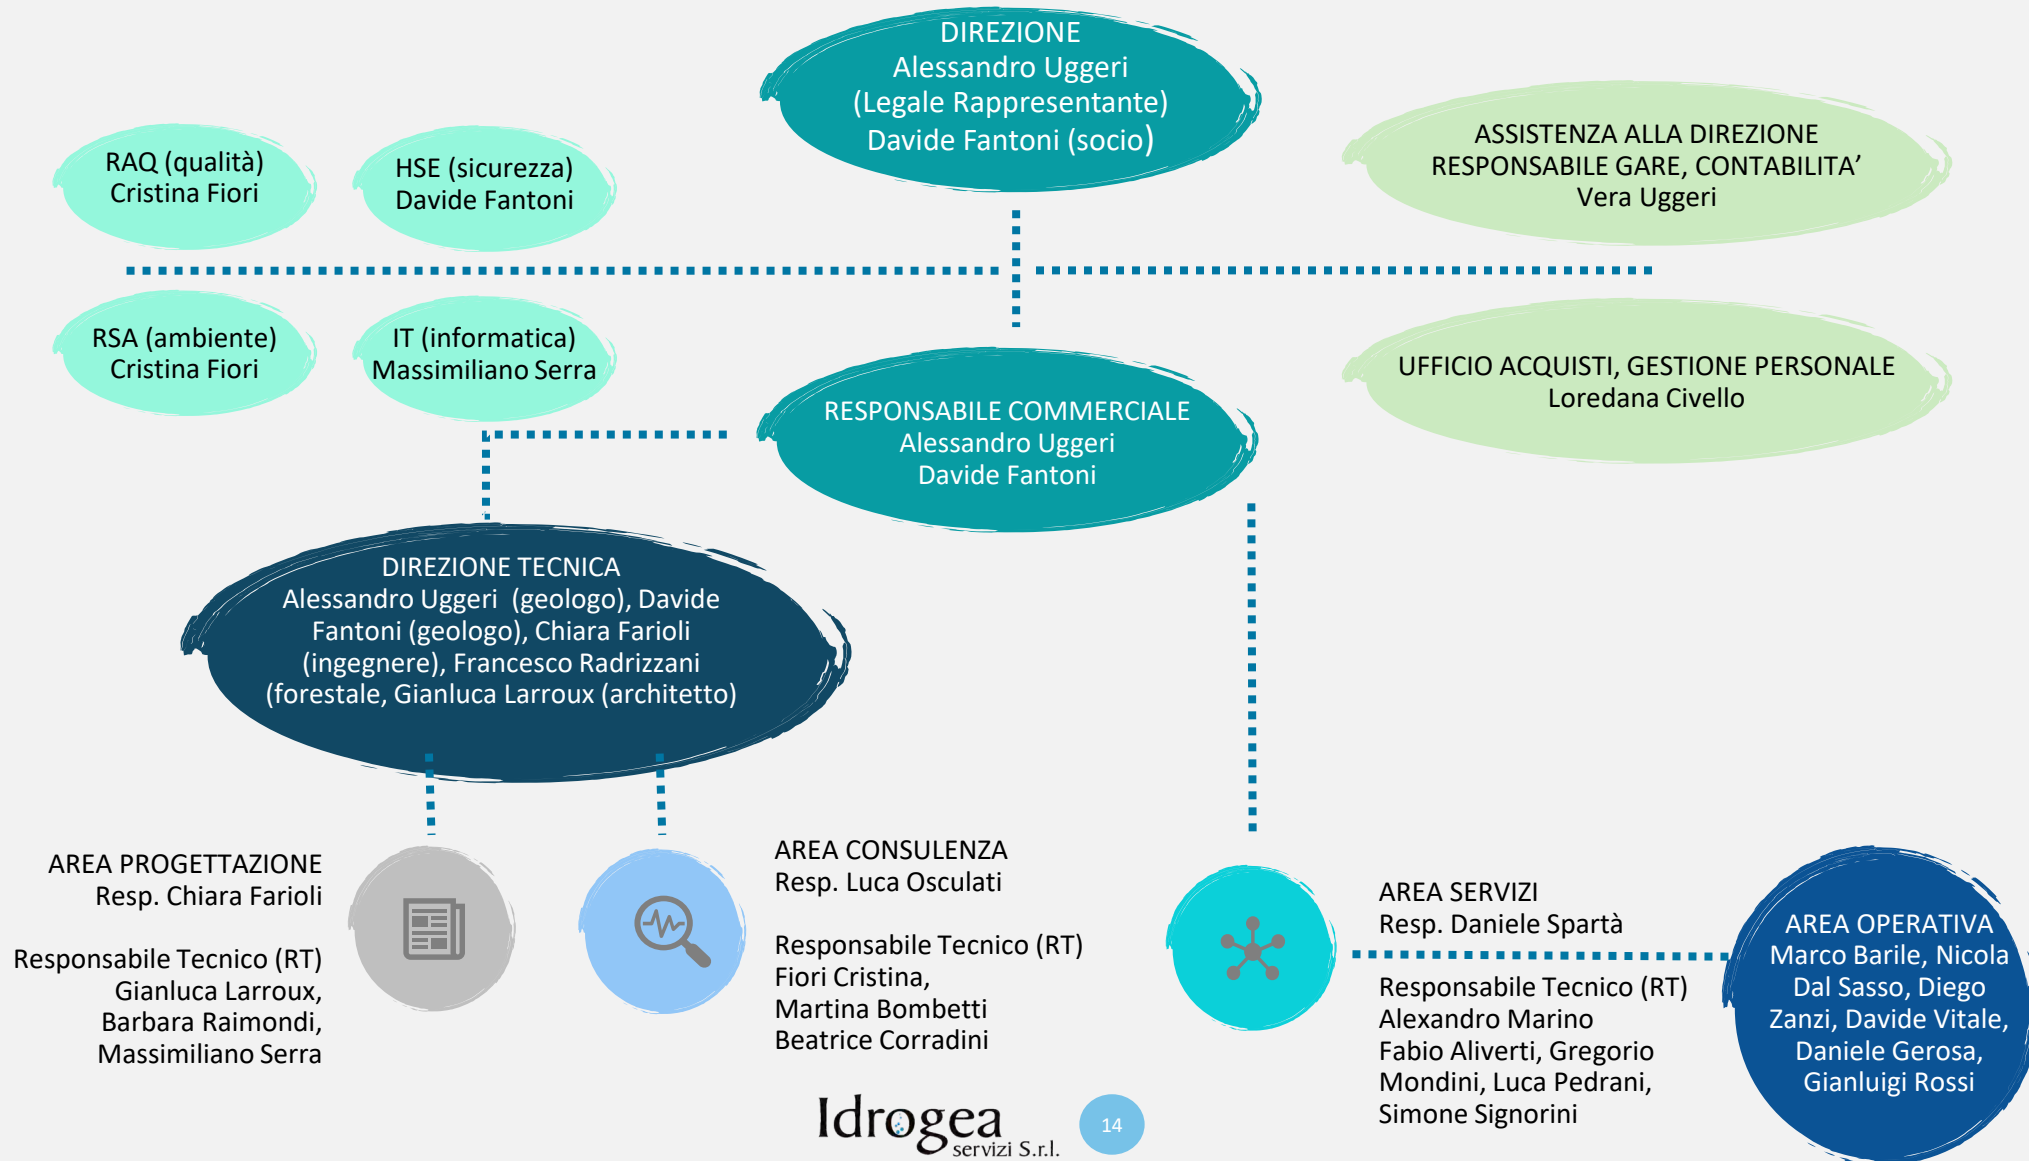 DIREZIONE
Alessandro Uggeri
(Legale Rappresentante)
Davide Fantoni (socio)
RAQ (qualità)
Cristina Fiori
HSE (sicurezza)
Davide Fantoni
ASSISTENZA ALLA DIREZIONE
RESPONSABILE GARE, CONTABILITA’
Vera Uggeri
RSA (ambiente)
Cristina Fiori
IT (informatica)
Massimiliano Serra
UFFICIO ACQUISTI, GESTIONE PERSONALE
Loredana Civello
RESPONSABILE COMMERCIALE
Alessandro Uggeri
Davide Fantoni
DIREZIONE TECNICA
Alessandro Uggeri (geologo), Davide
Fantoni (geologo), Chiara Farioli
(ingegnere), Francesco Radrizzani
(forestale, Gianluca Larroux (architetto)
AREA PROGETTAZIONE
Resp. Chiara Farioli
Responsabile Tecnico (RT)
Gianluca Larroux,
Barbara Raimondi,
Massimiliano Serra
AREA CONSULENZA
Resp. Luca Osculati
Responsabile Tecnico (RT)
Fiori Cristina,
Martina Bombetti
Beatrice Corradini
AREA SERVIZI
Resp. Daniele Spartà
Responsabile Tecnico (RT)
Alexandro Marino
Fabio Aliverti, Gregorio
Mondini, Luca Pedrani,
Simone Signorini
AREA OPERATIVA
Marco Barile, Nicola
Dal Sasso, Diego
Zanzi, Davide Vitale,
Daniele Gerosa,
Gianluigi Rossi
Idrogea
servizi S.r.l.
14